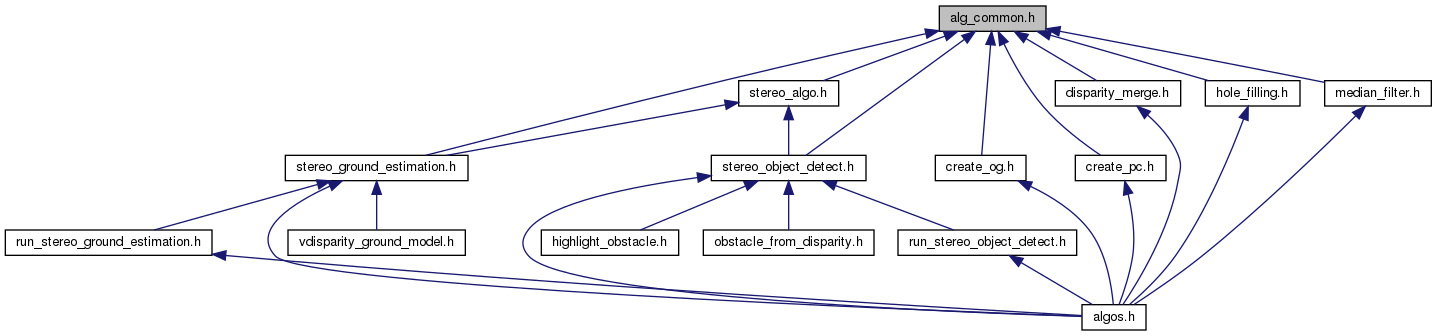 alg_common.h
stereo_algo.h
disparity_merge.h
hole_filling.h
median_filter.h
stereo_ground_estimation.h
stereo_object_detect.h
create_og.h
create_pc.h
run_stereo_ground_estimation.h
vdisparity_ground_model.h
highlight_obstacle.h
obstacle_from_disparity.h
run_stereo_object_detect.h
algos.h